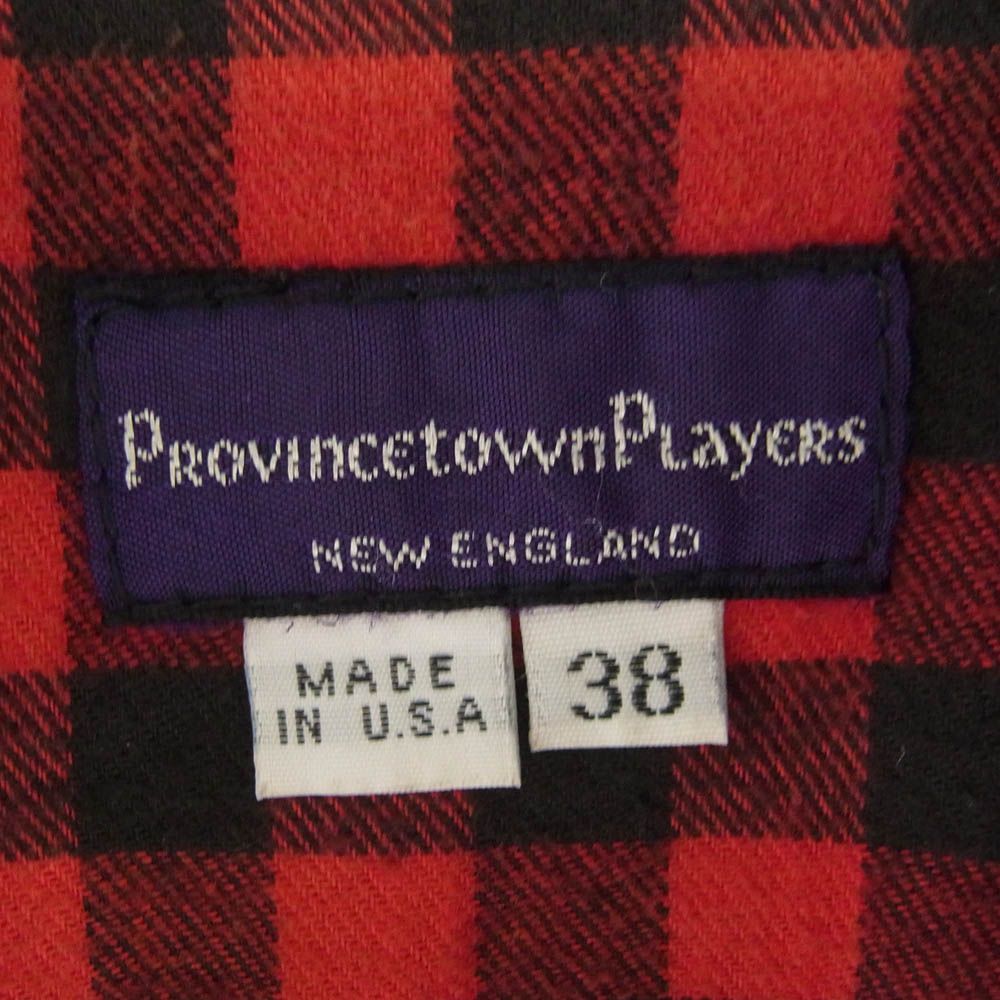 ProvincetownPlayers
NEW ENGLAND
MADE
IN U.S.A
38